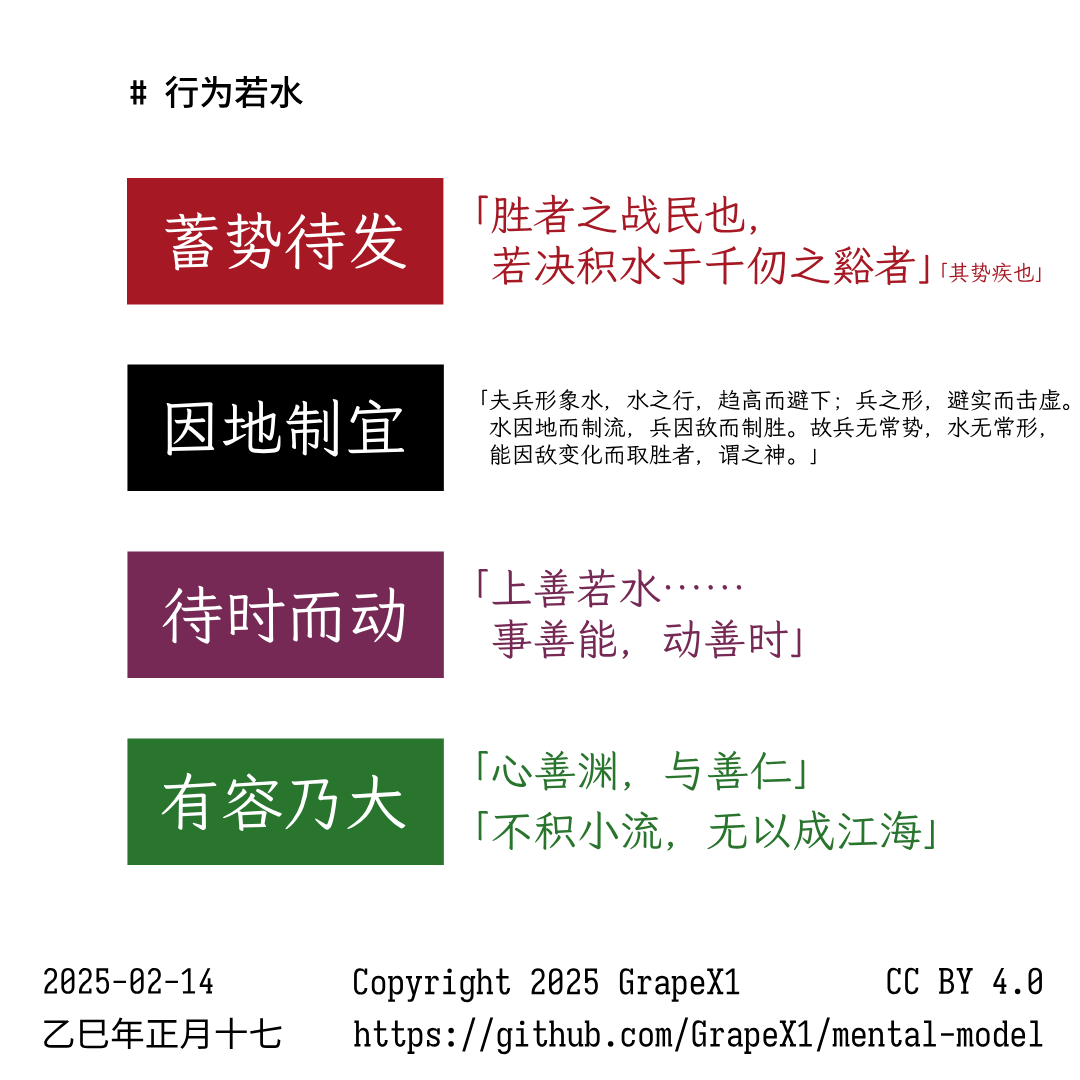 # 行为若水
蓄势待发
「胜者之战民也，
若决积水于千仞之谿者」「其势疾也」
因地制宜
「夫兵形象水，水之行，趋高而避下；兵之形，避实而击虚。
水因地而制流，兵因敌而制胜。故兵无常势，水无常形，
能因敌变化而取胜者，谓之神。」
待时而动
「上善若水……
事善能，动善时」
有容乃大
「心善渊，与善仁」
「不积小流，无以成江海」
2025-02-14
乙巳年正月十七
Copyright 2025 GrapeX1
https://github.com/GrapeX1/mental-model
CC BY 4.0